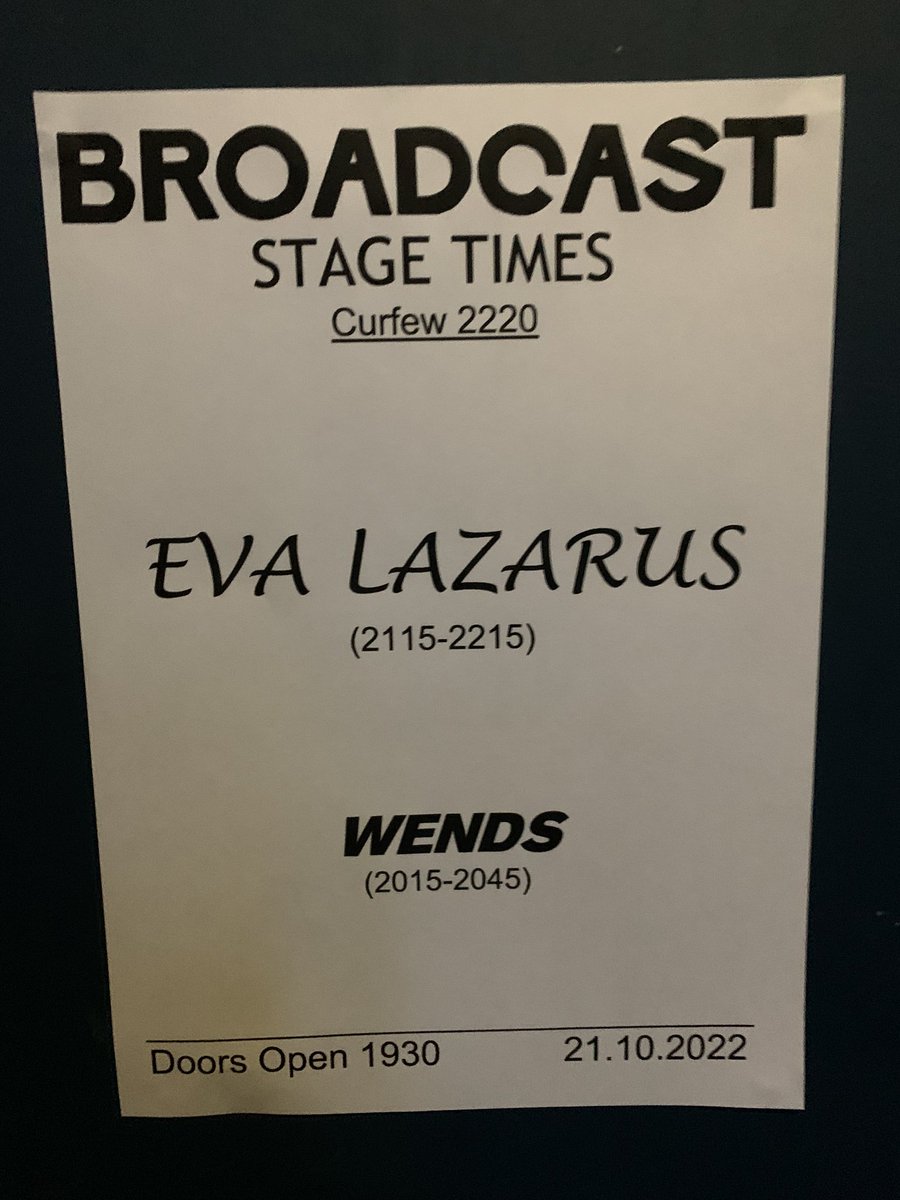 BROADCAST
STAGE TIMES
Curfew 2220
EVA LAZARUS
(2115-2215)
WENDS
(2015-2045)
Doors Open 1930 21.10.2022